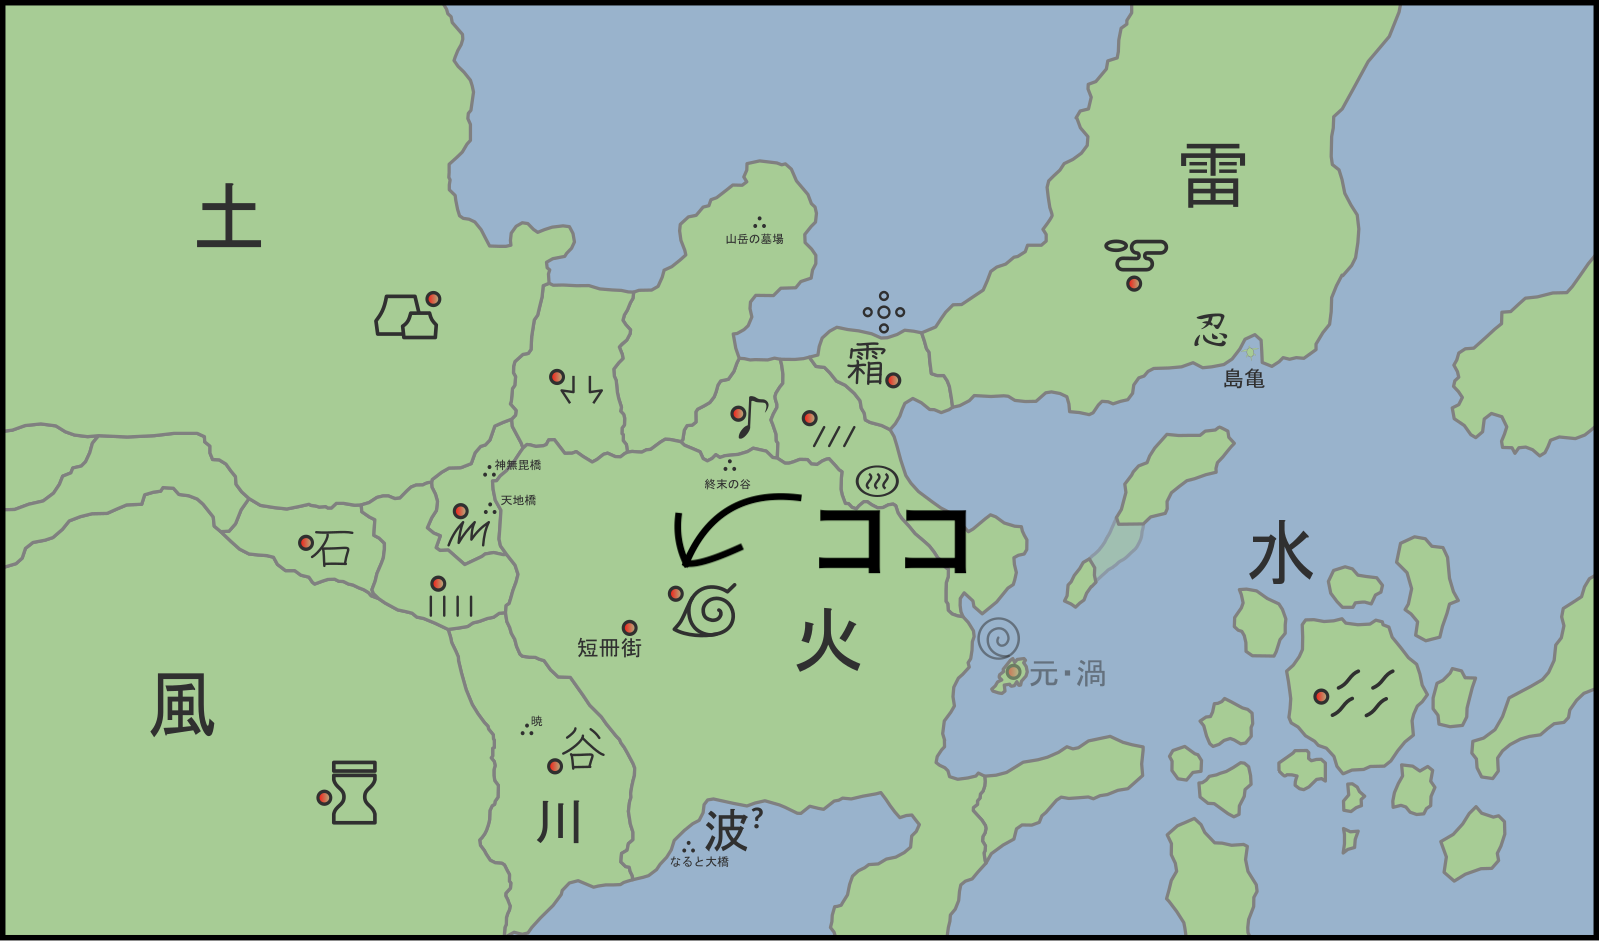 土
雷
山岳の墓場
忍
島亀
霜
神無毘橋
終末の谷
天地橋
ココ
石
水
火
短冊街
元・渦
風
暁
谷
川
波?
なると大橋